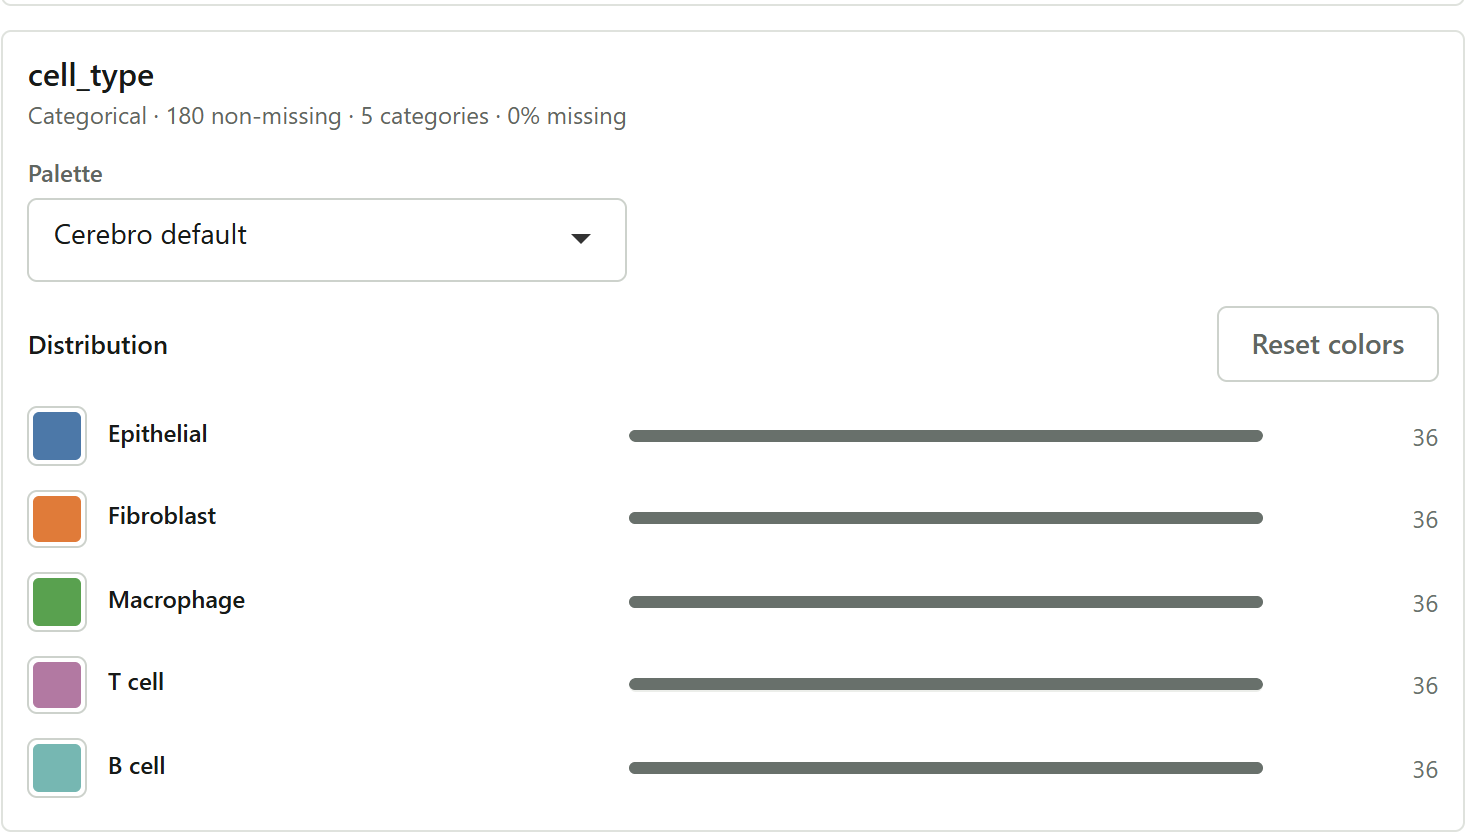 cell_type
Categorical · 180 non-missing · 5 categories · 0% missing
Palette
Cerebro default
Distribution
Reset colors
Epithelial 36
Fibroblast 36
Macrophage 36
T cell 36
B cell 36